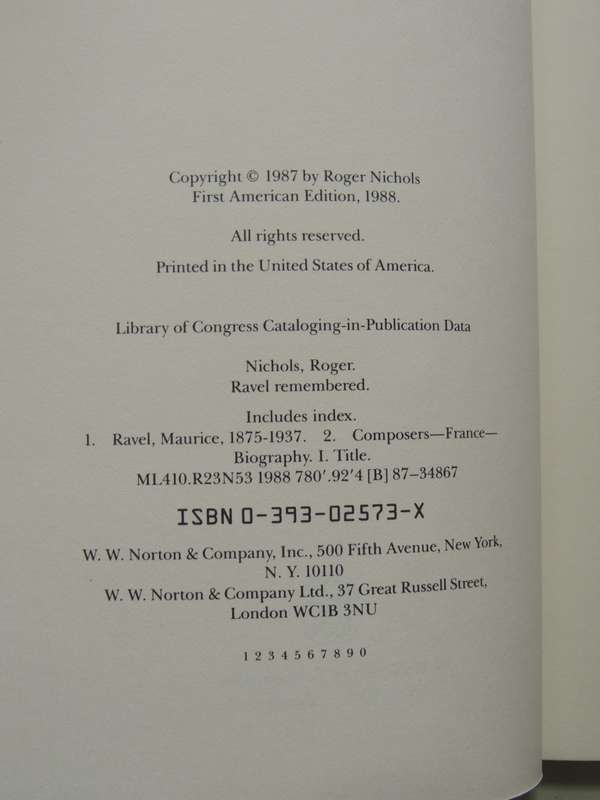 Copyright © 1987 by Roger Nichols
First American Edition, 1988.
All rights reserved.
Printed in the United States of America.
Library of Congress Cataloging-in-Publication Data
Nichols, Roger.
Ravel remembered.
Includes index.
1. Ravel, Maurice, 1875-1937. 2. Composers—France—
Biography. I. Title.
ML410.R23N53 1988 780′.92′4 [B] 87–34867
ISBN 0-393-02573-X
W. W. Norton & Company, Inc., 500 Fifth Avenue, New York,
N. Y. 10110
W. W. Norton & Company Ltd., 37 Great Russell Street,
London WC1B 3NU
1 2 3 4 5 6 7 8 9 0